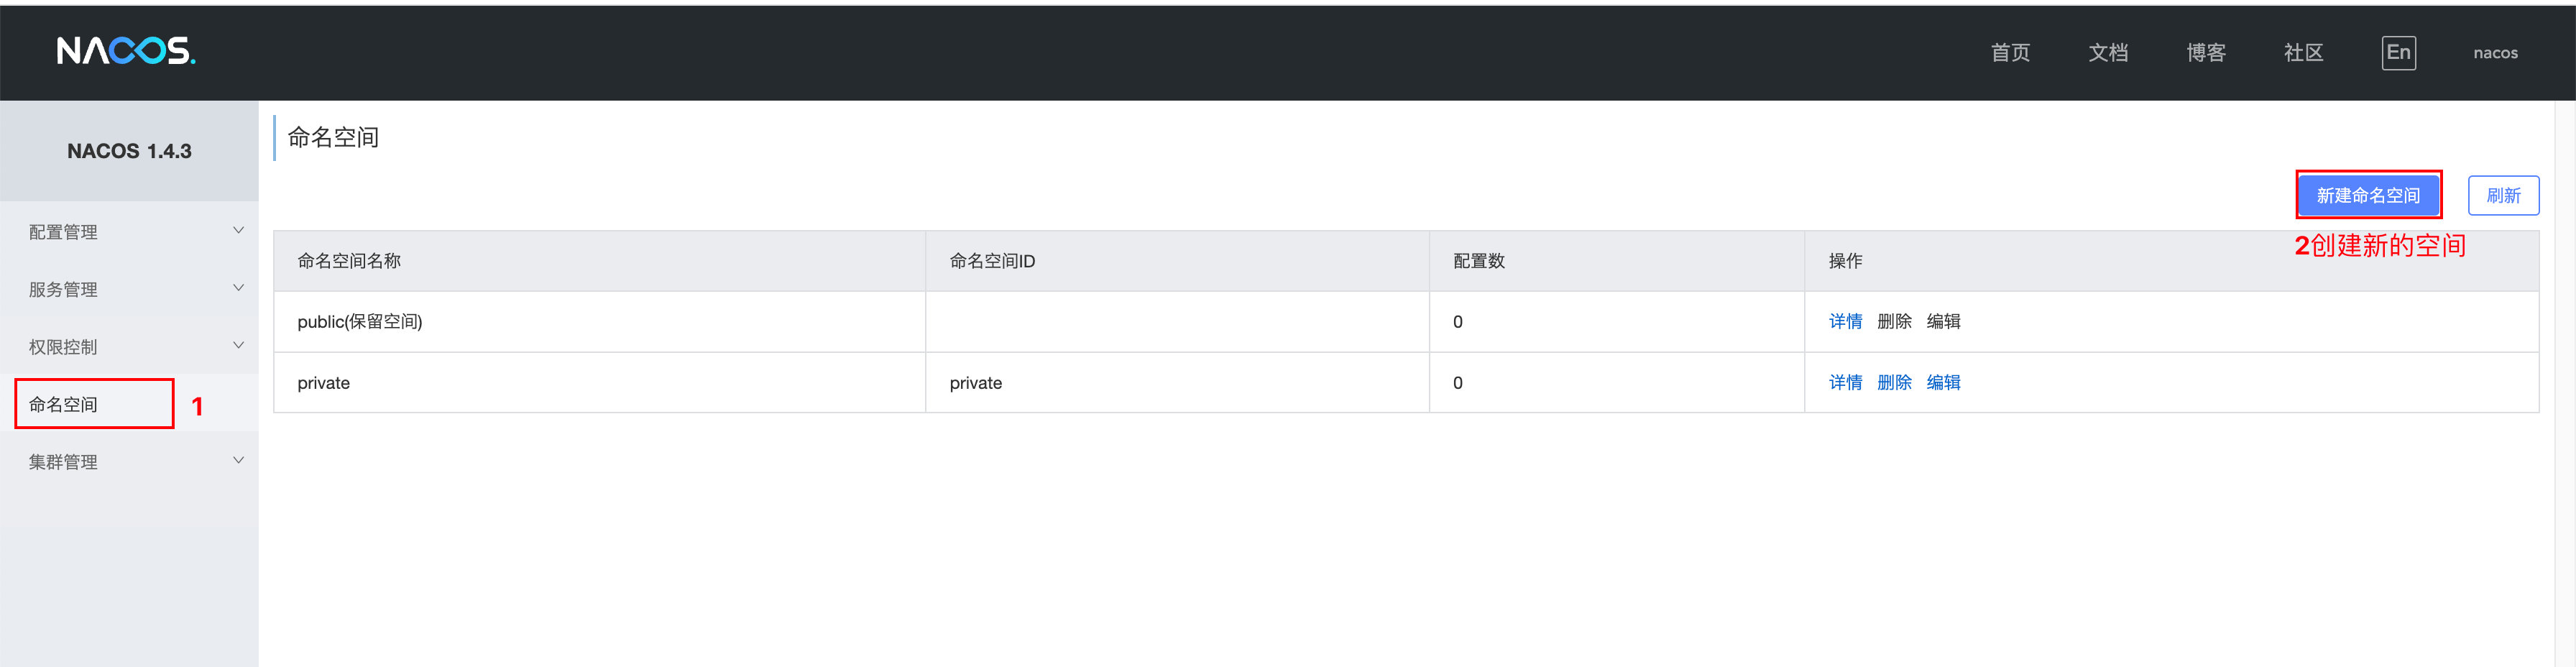 NACOS. 首页 文档 博客 社区 En nacos
NACOS 1.4.3
配置管理
服务管理
权限控制
命名空间 1
集群管理
命名空间
新建命名空间 刷新
2创建新的空间
命名空间名称 命名空间ID 配置数 操作
public(保留空间) 0 详情 删除 编辑
private private 0 详情 删除 编辑